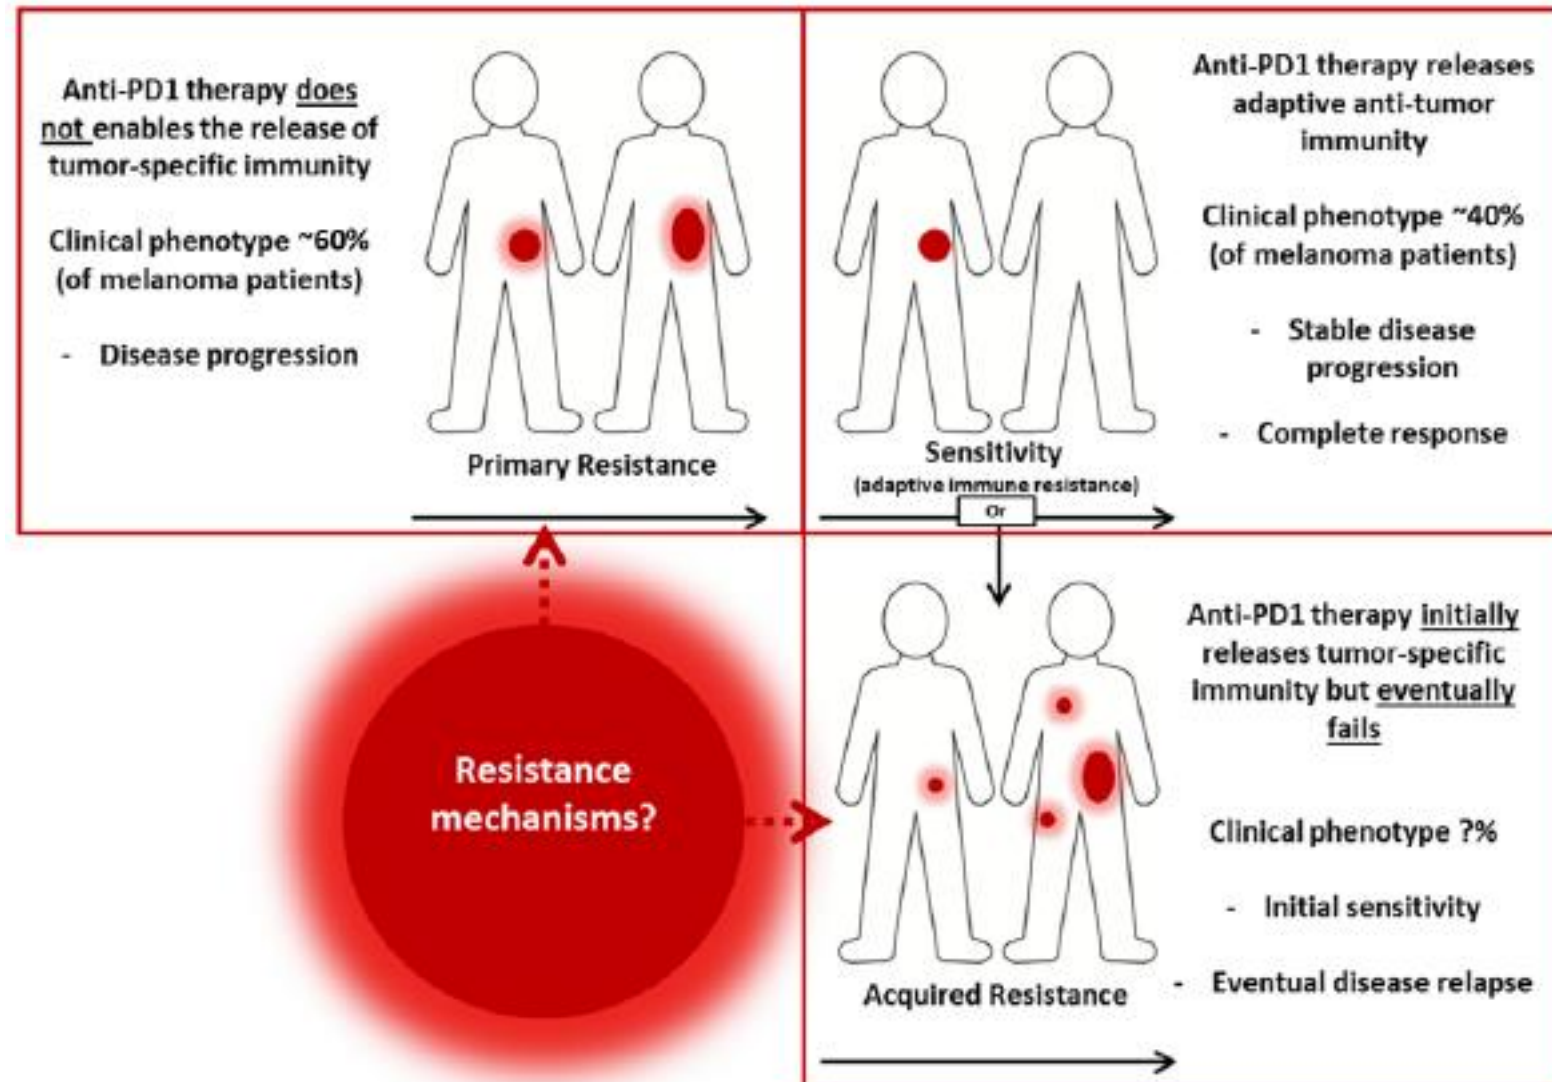 Anti-PD1 therapy does
not enables the release of
tumor-specific immunity
Clinical phenotype ~60%
(of melanoma patients)
- Disease progression
Primary Resistance
Anti-PD1 therapy releases
adaptive anti-tumor
immunity
Clinical phenotype ~40%
(of melanoma patients)
- Stable disease
progression
- Complete response
Sensitivity
(adaptive immune resistance)
Or
Resistance
mechanisms?
Anti-PD1 therapy initially
releases tumor-specific
Immunity but eventually
fails
Clinical phenotype ?%
- Initial sensitivity
- Eventual disease relapse
Acquired Resistance